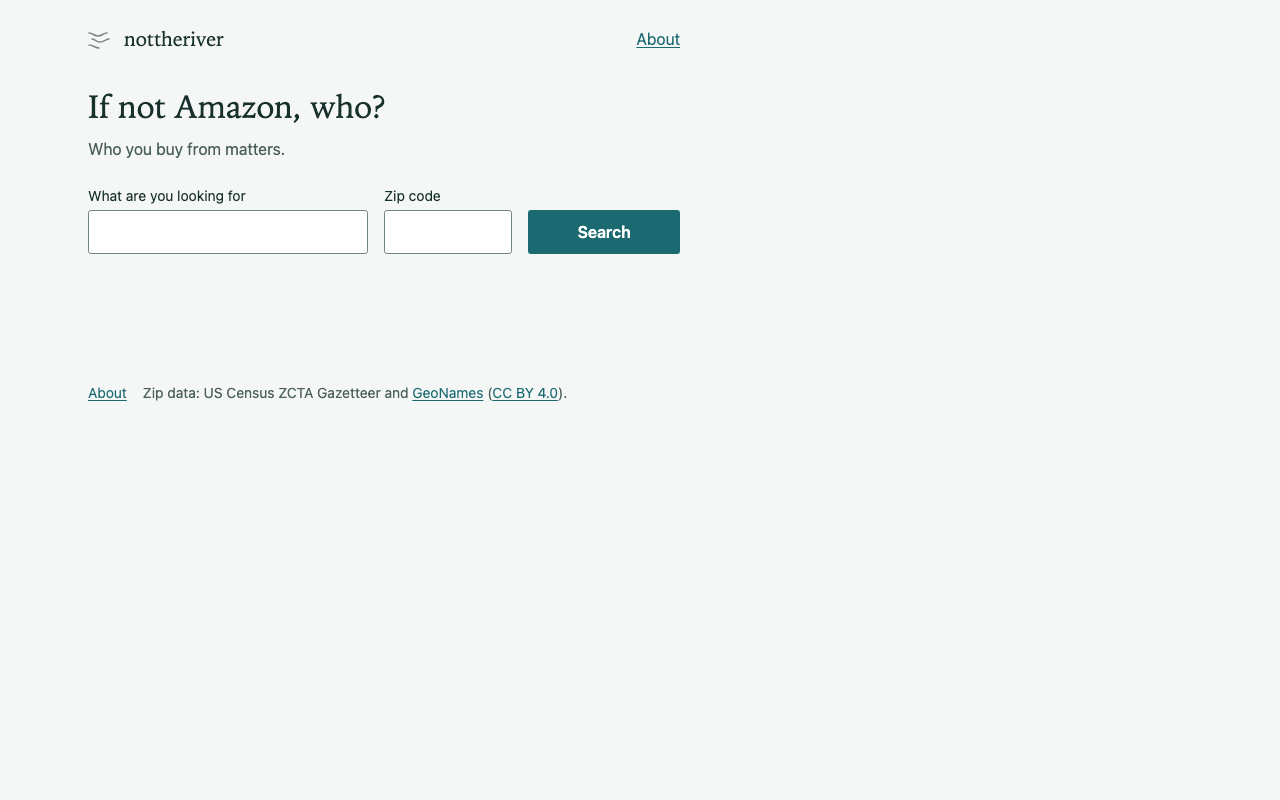 nottheriver
About
If not Amazon, who?
Who you buy from matters.
What are you looking for
Zip code
Search
About
Zip data: US Census ZCTA Gazetteer and GeoNames (CC BY 4.0).